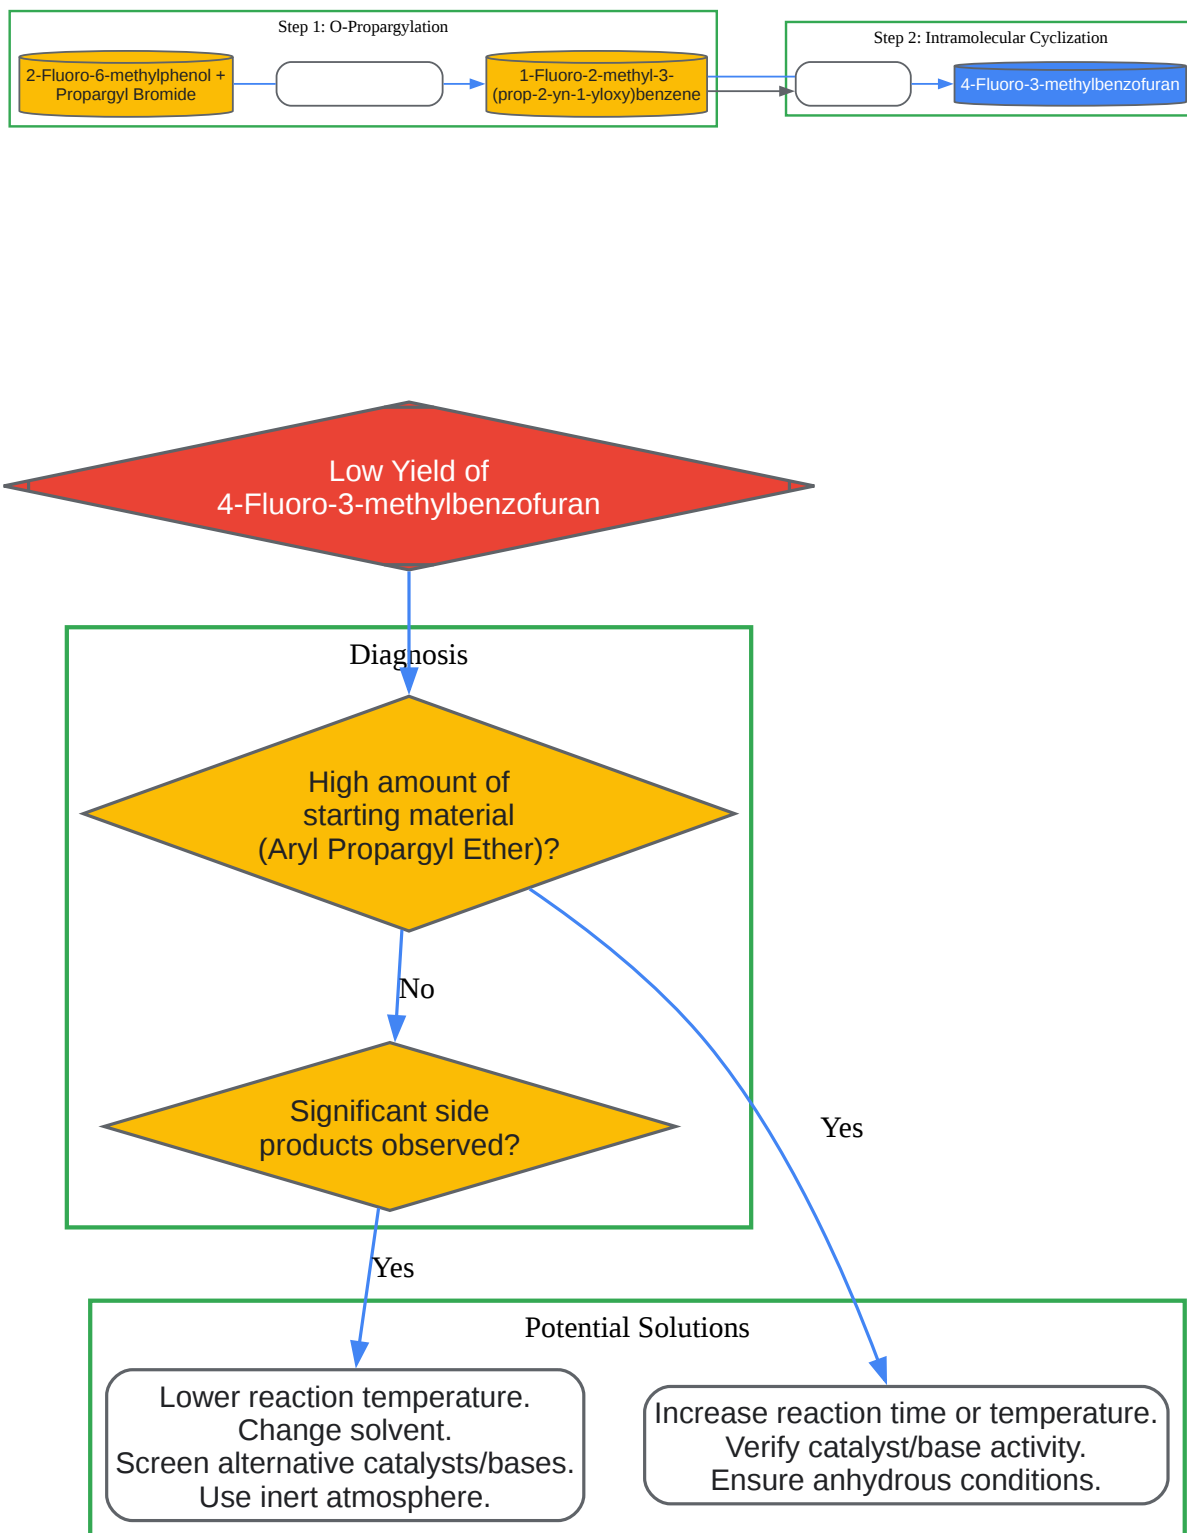 Step 1: O-Propargylation
2-Fluoro-6-methylphenol +
Propargyl Bromide
1-Fluoro-2-methyl-3-
(prop-2-yn-1-yloxy)benzene
Step 2: Intramolecular Cyclization
4-Fluoro-3-methylbenzofuran
Low Yield of
4-Fluoro-3-methylbenzofuran
Diagnosis
High amount of
starting material
(Aryl Propargyl Ether)?
No
Significant side
products observed?
Yes
Yes
Potential Solutions
Lower reaction temperature.
Change solvent.
Screen alternative catalysts/bases.
Use inert atmosphere.
Increase reaction time or temperature.
Verify catalyst/base activity.
Ensure anhydrous conditions.